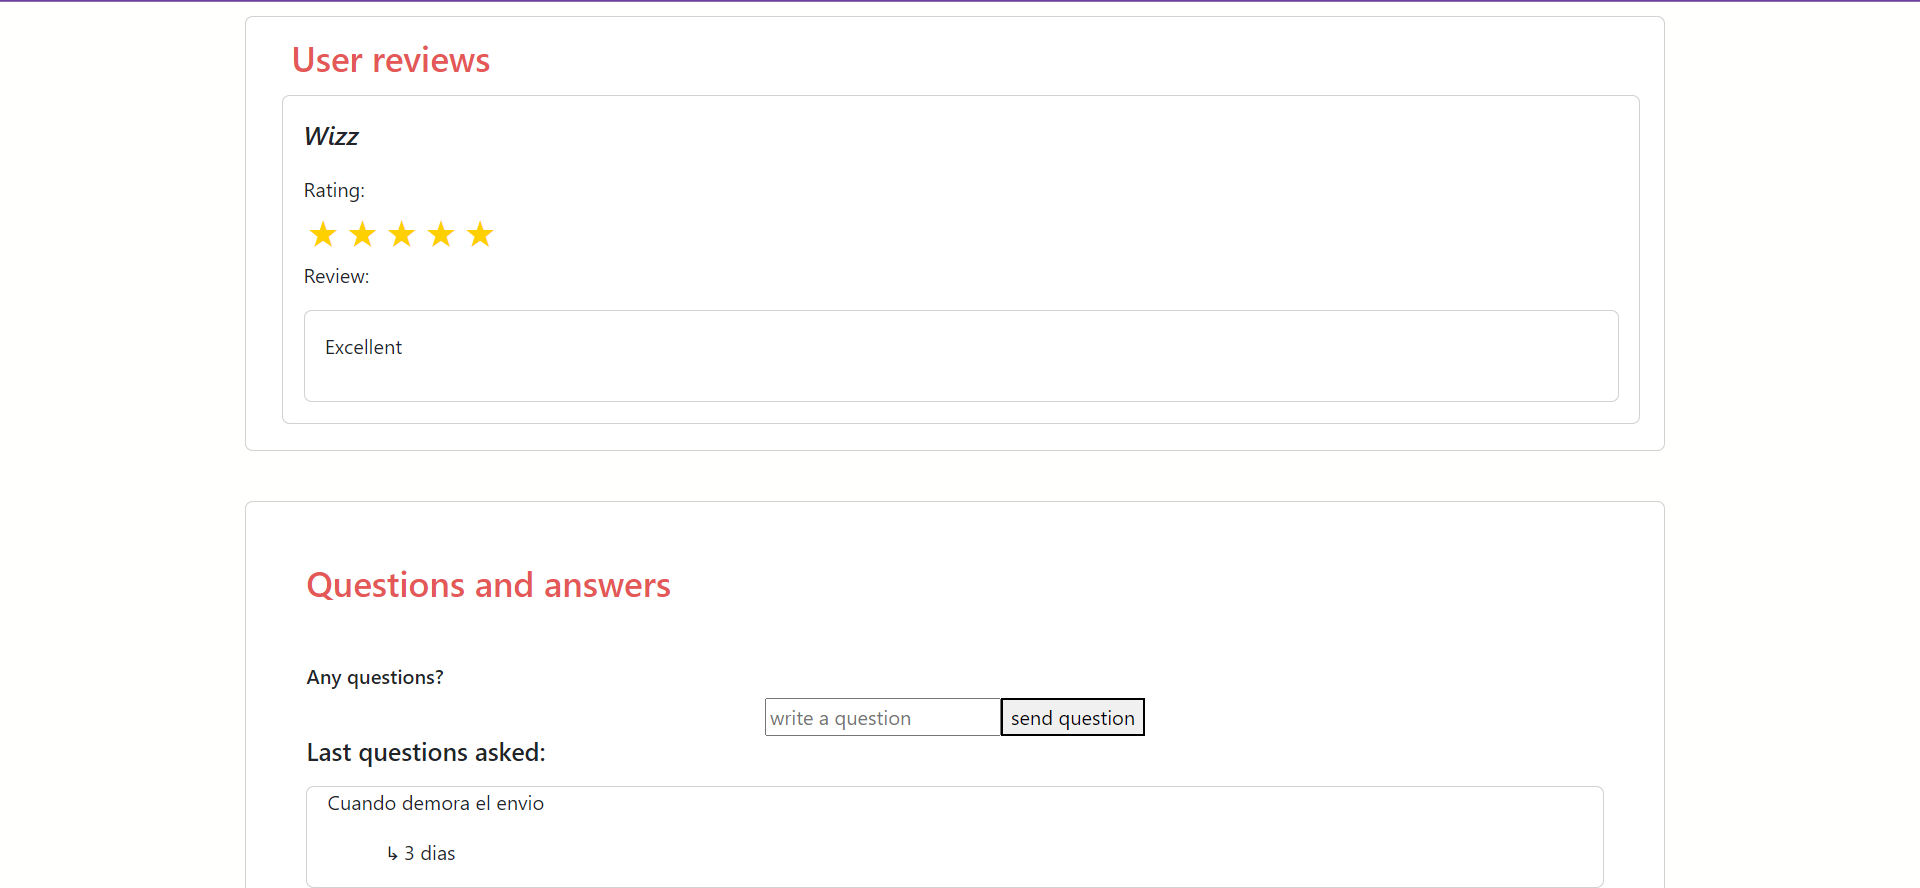 User reviews
Wizz
Rating:
★ ★ ★ ★ ★
Review:
Excellent
Questions and answers
Any questions?
write a question send question
Last questions asked:
Cuando demora el envio
↳ 3 dias